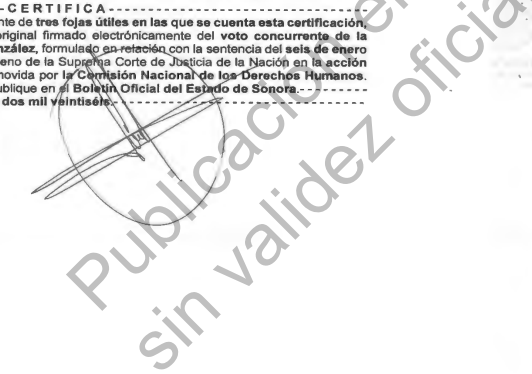 -CERTIFICA-
nte de tres fojas útiles en las que se cuenta esta certificación,
original firmado electrónicamente del voto concurrente de la
nzález, formulado en relación con la sentencia del seis de enero
leno de la Suprema Corte de Justicia de la Nación en la acción
movida por la Comisión Nacional de los Derechos Humanos.
ublique en el Boletín Oficial del Estado de Sonora.-
dos mil veintiséis.-
Publicación e
sin validez oficia